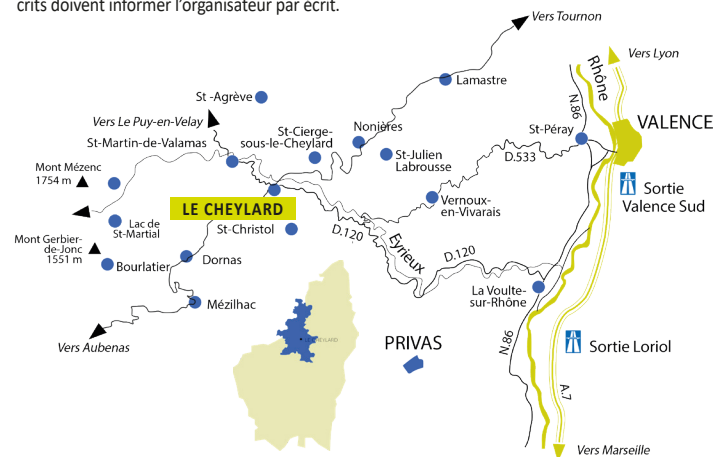 crits doivent informer l'organisateur par écrit.
Vers Tournon
Vers Lyon
Rhône
Lamastre
St -Agrève
N.86
Vers Le Puy-en-Velay
St-Cierge-
sous-le-Cheylard
Nonières
St-Péray
VALENCE
St-Martin-de-Valamas
St-Julien
Labrousse
D.533
Mont Mézenc
1754 m
Sortie
Valence Sud
LE CHEYLARD
Vernoux-
en-Vivarais
Lac de
St-Martial
St-Christol
D.120
Eyrieux
Mont Gerbier-
de-Jonc
1551 m
Bourlatier
Dornas
D.120
La Voulte-
sur-Rhône
Mézilhac
Vers Aubenas
LE CHEYLARD
PRIVAS
N.86
Sortie Loriol
A.7
Vers Marseille